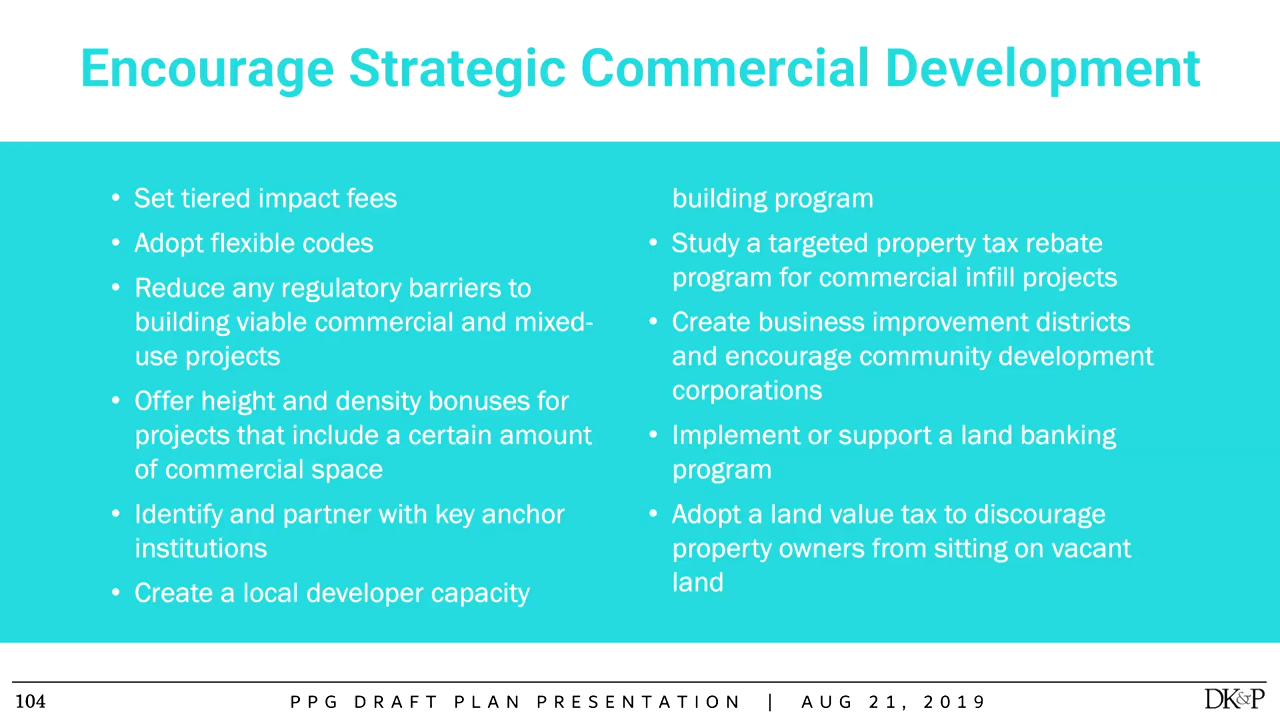 Encourage Strategic Commercial Development
• Set tiered impact fees
• Adopt flexible codes
• Reduce any regulatory barriers to
building viable commercial and mixed-
use projects
• Offer height and density bonuses for
projects that include a certain amount
of commercial space
• Identify and partner with key anchor
institutions
• Create a local developer capacity
building program
• Study a targeted property tax rebate
program for commercial infill projects
• Create business improvement districts
and encourage community development
corporations
• Implement or support a land banking
program
• Adopt a land value tax to discourage
property owners from sitting on vacant
land
104
PPG DRAFT PLAN PRESENTATION | AUG 21, 2019
DK&P